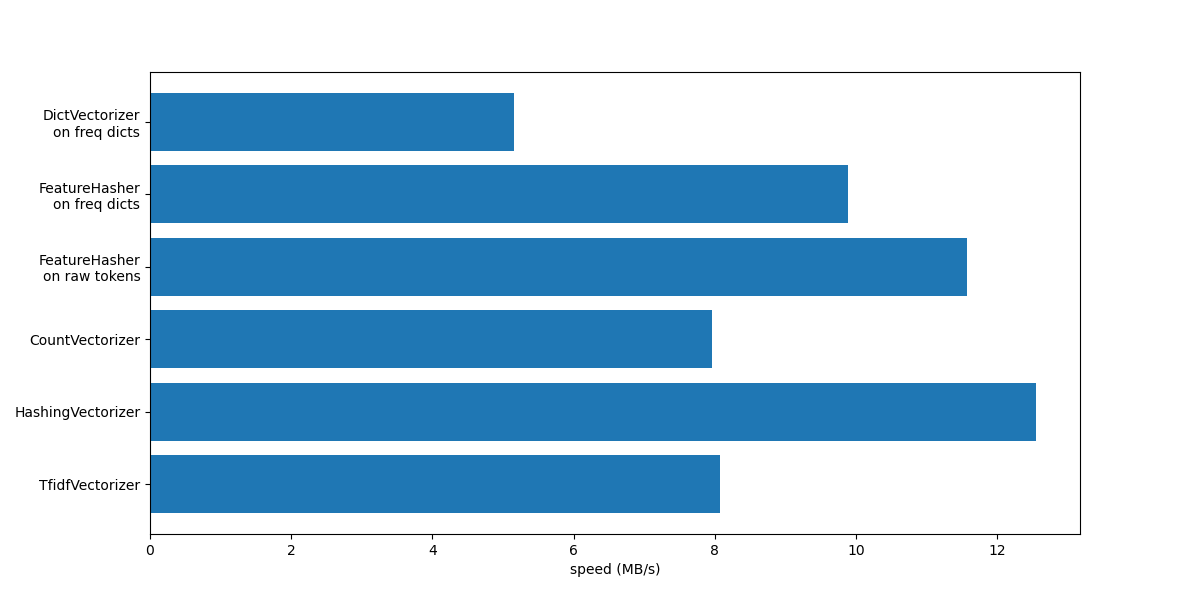 DictVectorizer
on freq dicts
FeatureHasher
on freq dicts
FeatureHasher
on raw tokens
CountVectorizer
HashingVectorizer
TfidfVectorizer
0 2 4 6 8 10 12
speed (MB/s)